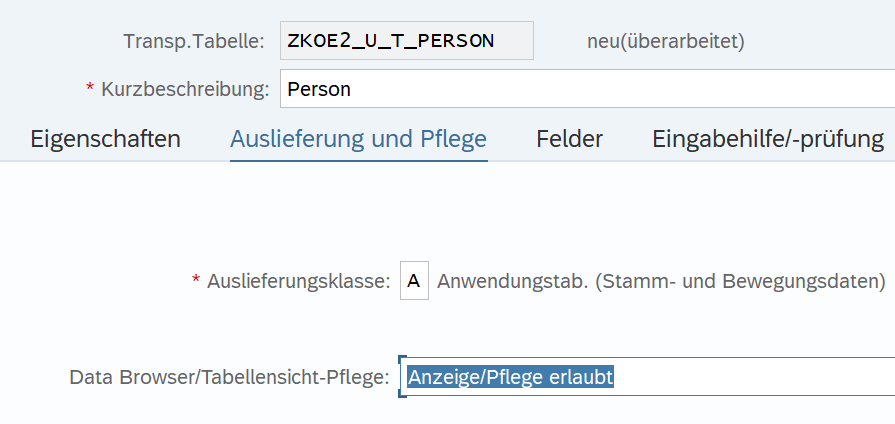 Transp.Tabelle: ZKOE2_U_T_PERSON neu(überarbeitet)
* Kurzbeschreibung: Person
Eigenschaften Auslieferung und Pflege Felder Eingabehilfe/-prüfung
* Auslieferungsklasse: A Anwendungstab. (Stamm- und Bewegungsdaten)
Data Browser/Tabellensicht-Pflege: Anzeige/Pflege erlaubt